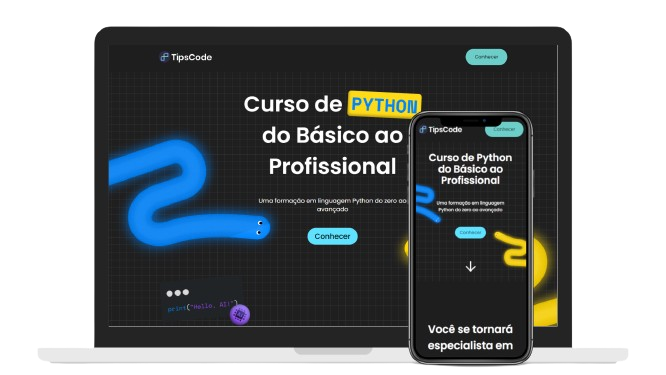 TipsCode
Conhecer
Curso de PYTHON
do Básico ao
Profissional
Uma formação em linguagem Python do zero ao
avançado
Conhecer
print("Hello, AI!")
TipsCode
Conhecer
Curso de Python
do Básico ao
Profissional
Uma formação em linguagem
Python do zero ao avançado
Conhecer
Você se tornará
especialista em